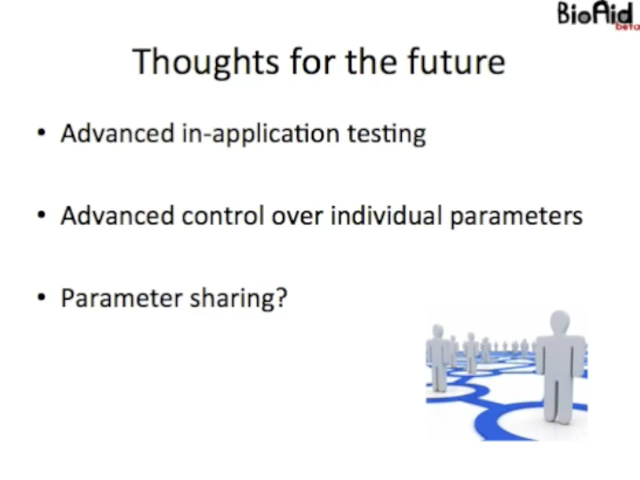 BioAid
beta
Thoughts for the future
• Advanced in-application testing
• Advanced control over individual parameters
• Parameter sharing?